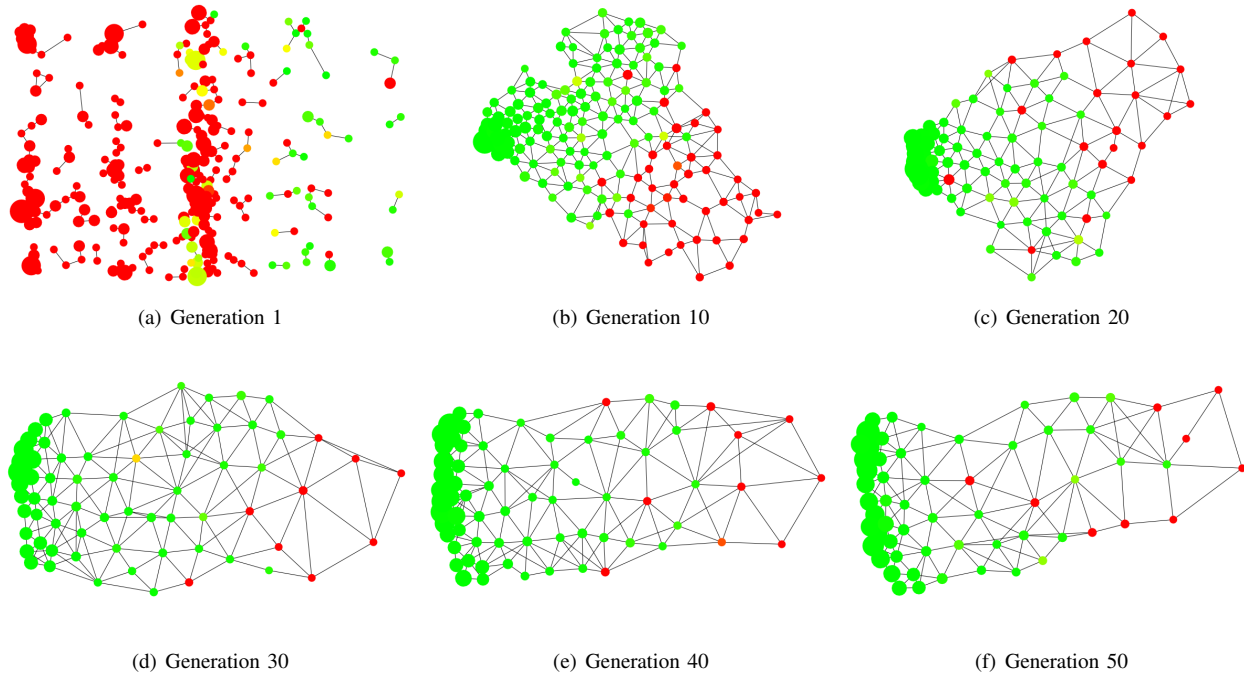 (a) Generation 1
(b) Generation 10
(c) Generation 20
(d) Generation 30
(e) Generation 40
(f) Generation 50